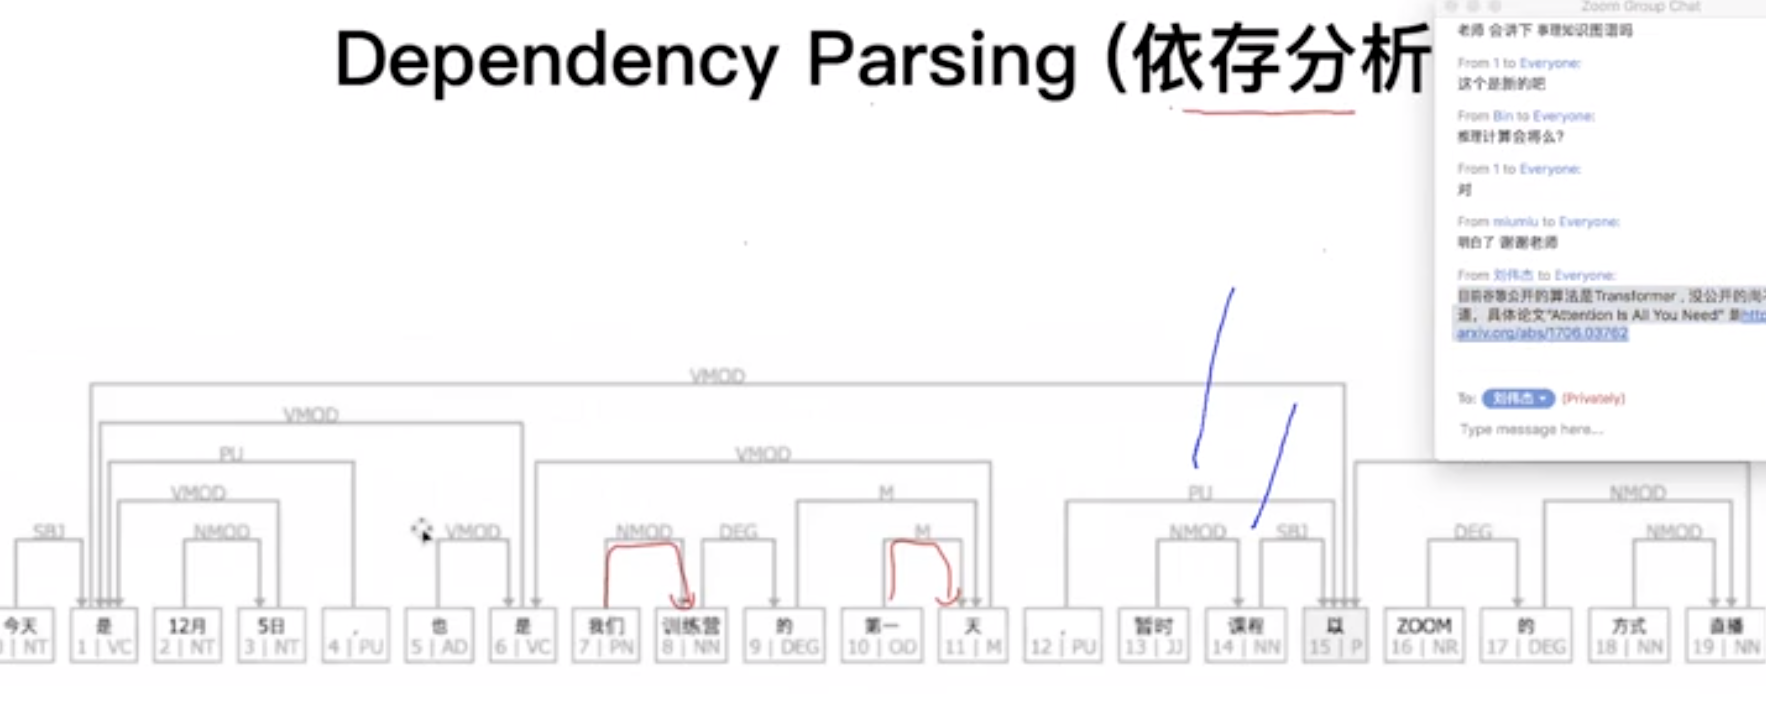 Dependency Parsing (依存分析
Zoom Group Chat
老师 会讲下 事理知识图谱吗
From 1 to Everyone:
这个是新的吧
From Bin to Everyone:
推理计算会将么?
From 1 to Everyone:
对
From miumiu to Everyone:
明白了 谢谢老师
From 刘伟杰 to Everyone:
目前谷歌公开的算法是Transformer，没公开的尚不
道，具体论文"Attention Is All You Need" 是http
arxiv.org/abs/1706.03762
To: 刘伟杰 (Privately)
Type message here...
VMOD
VMOD
PU VMOD
VMOD M PU NMOD
SBJ NMOD VMOD NMOD DEG M NMOD SBJ DEG NMOD
今天 是 12月 5日 , 也 是 我们 训练营 的 第一 天 , 暂时 课程 以 ZOOM 的 方式 直播
| NT 1 | VC 2 | NT 3 | NT 4 | PU 5 | AD 6 | VC 7 | PN 8 | NN 9 | DEG 10 | OD 11 | M 12 | PU 13 | JJ 14 | NN 15 | P 16 | NR 17 | DEG 18 | NN 19 | NN